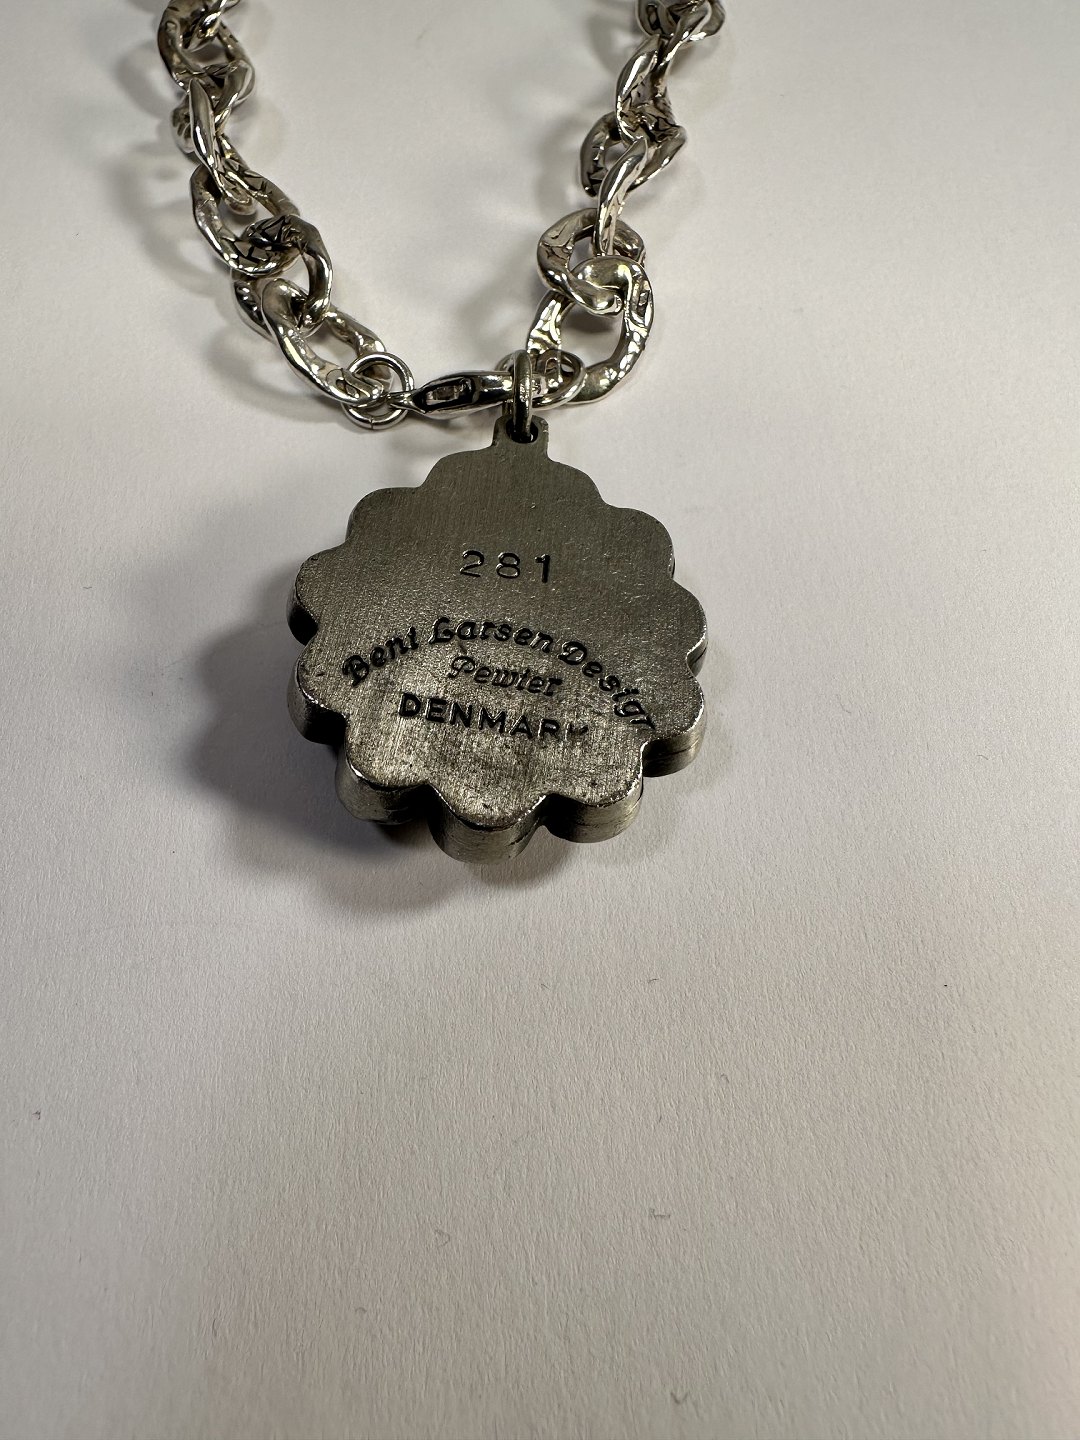 281
Bent Larsen Design
Pewter
DENMARK